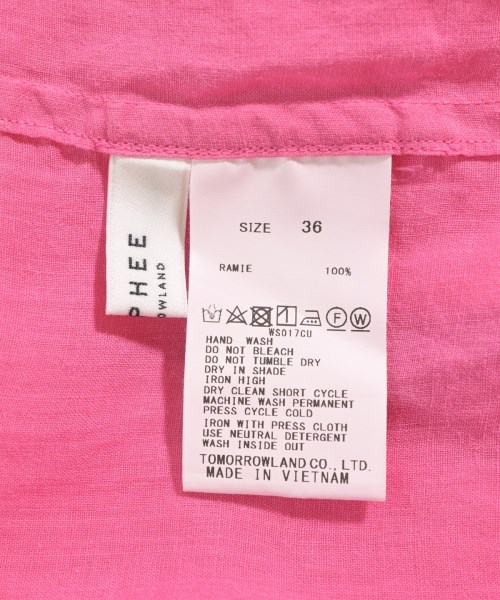 PHEE
OWLAND
SIZE 36
RAMIE 100%
F W
WS017CU
HAND WASH
DO NOT BLEACH
DO NOT TUMBLE DRY
DRY IN SHADE
IRON HIGH
DRY CLEAN SHORT CYCLE
MACHINE WASH PERMANENT
PRESS CYCLE COLD
IRON WITH PRESS CLOTH
USE NEUTRAL DETERGENT
WASH INSIDE OUT
TOMORROWLAND CO., LTD.
MADE IN VIETNAM